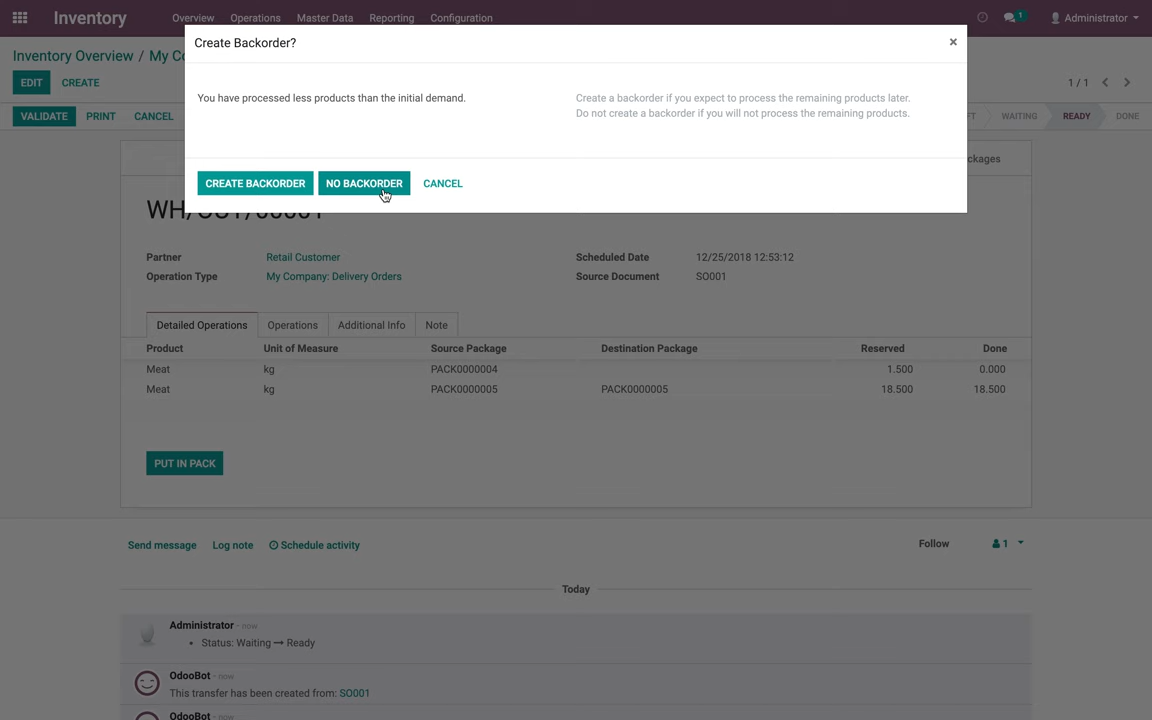 Inventory Overview Operations Master Data Reporting Configuration 1 Administrator
Create Backorder? ×
Inventory Overview / My
EDIT CREATE 1 / 1
You have processed less products than the initial demand.
Create a backorder if you expect to process the remaining products later.
Do not create a backorder if you will not process the remaining products.
VALIDATE PRINT CANCEL WAITING READY DONE
CREATE BACKORDER NO BACKORDER CANCEL
Partner Retail Customer Scheduled Date 12/25/2018 12:53:12
Operation Type My Company: Delivery Orders Source Document SO001
Detailed Operations Operations Additional Info Note
Product Unit of Measure Source Package Destination Package Reserved Done
Meat kg PACK0000004 1.500 0.000
Meat kg PACK0000005 PACK0000005 18.500 18.500
PUT IN PACK
Send message Log note Schedule activity Follow 1
Today
Administrator - now
• Status: Waiting → Ready
OdooBot - now
This transfer has been created from: SO001
OdooBot - now